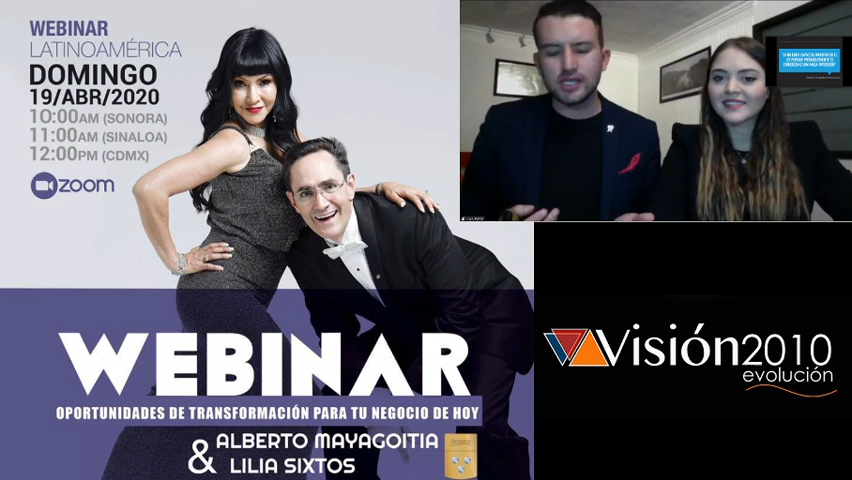 WEBINAR
LATINOAMÉRICA
DOMINGO
19/ABR/2020
10:00AM (SONORA)
11:00AM (SINALOA)
12:00PM (CDMX)
zoom
WEBINAR
OPORTUNIDADES DE TRANSFORMACIÓN PARA TU NEGOCIO DE HOY
& ALBERTO MAYAGOITIA
LILIA SIXTOS
Visión2010
evolución